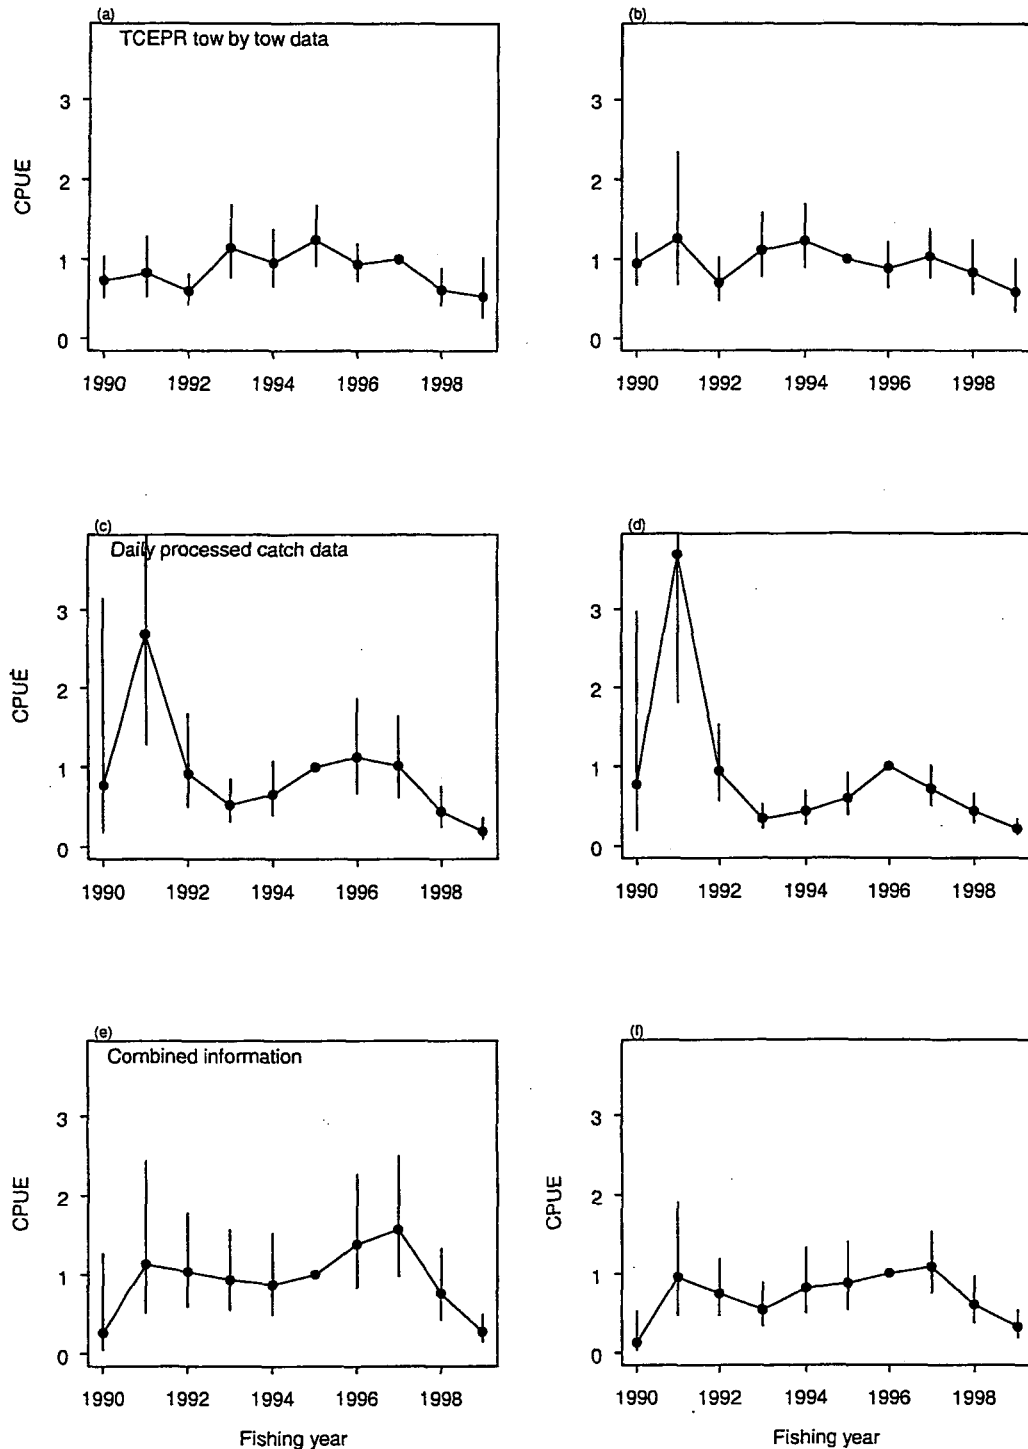 (a)
TCEPR tow by tow data
CPUE
3
2
1
0
1990 1992 1994 1996 1998
(b)
3
2
1
0
1990 1992 1994 1996 1998
(c)
Daily processed catch data
CPUE
3
2
1
0
1990 1992 1994 1996 1998
(d)
3
2
1
0
1990 1992 1994 1996 1998
(e)
Combined information
CPUE
3
2
1
0
1990 1992 1994 1996 1998
Fishing year
(f)
CPUE
3
2
1
0
1990 1992 1994 1996 1998
Fishing year